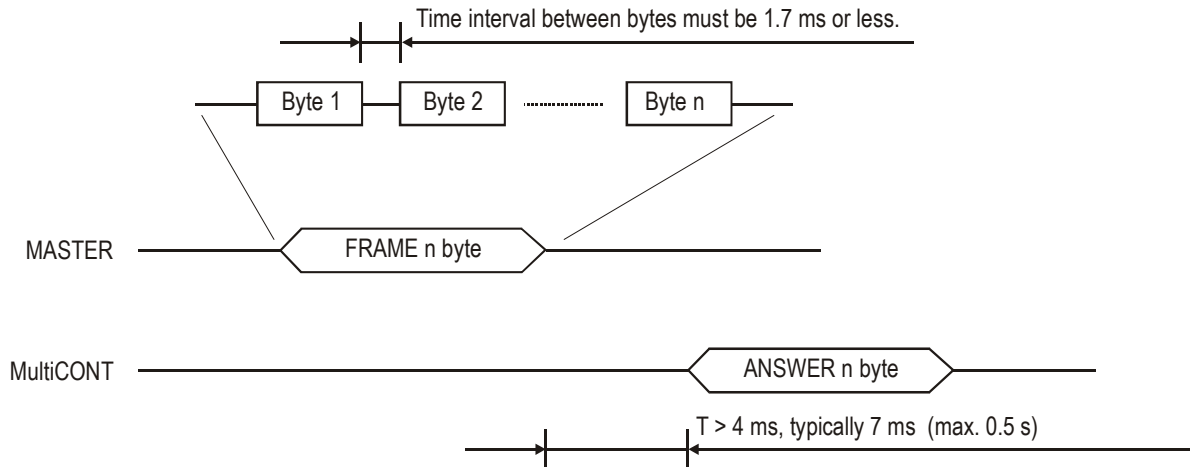 Time interval between bytes must be 1.7 ms or less.
Byte 1
Byte 2
Byte n
MASTER
FRAME n byte
MultiCONT
ANSWER n byte
T > 4 ms, typically 7 ms (max. 0.5 s)